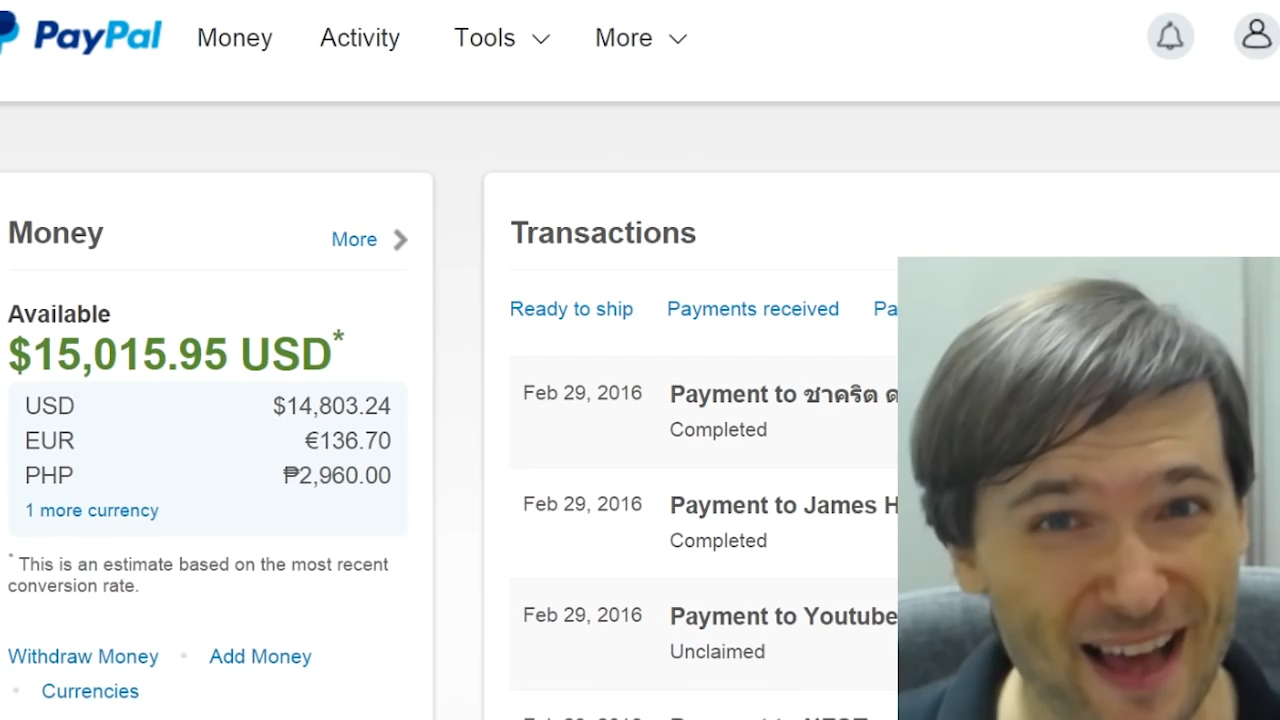 PayPal Money Activity Tools More
Money More
Available
$15,015.95 USD*
USD $14,803.24
EUR €136.70
PHP ₱2,960.00
1 more currency
* This is an estimate based on the most recent
conversion rate.
Withdraw Money • Add Money
• Currencies
Transactions
Ready to ship Payments received Pa
Feb 29, 2016 Payment to ชาคริต ด
Completed
Feb 29, 2016 Payment to James H
Completed
Feb 29, 2016 Payment to Youtube
Unclaimed